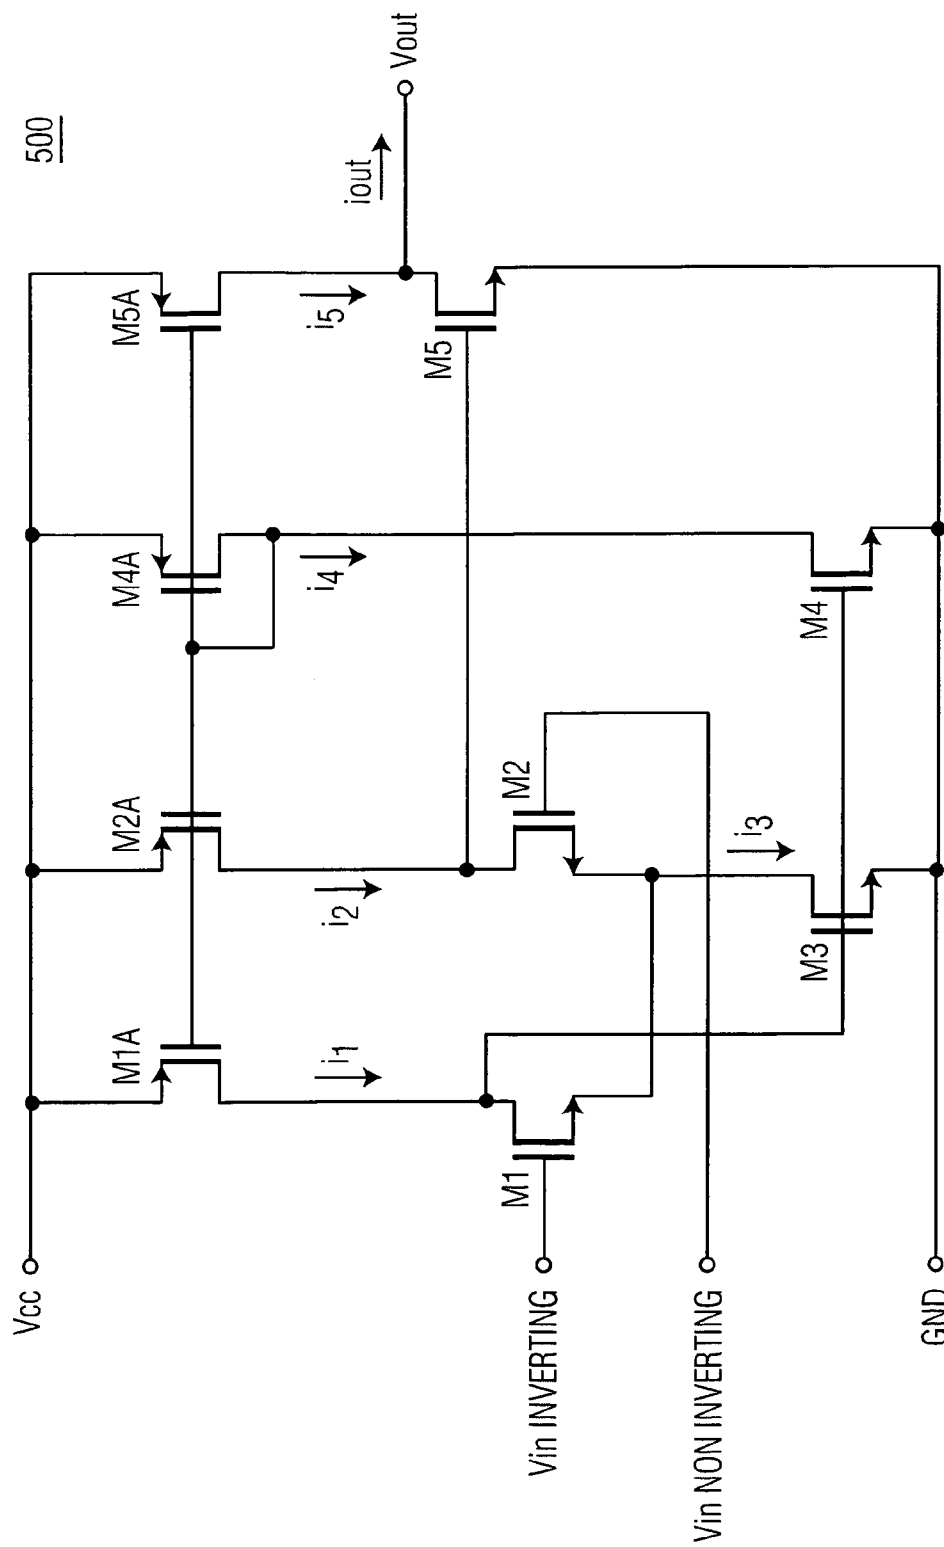 500
Vcc
M1A
M2A
M4A
M5A
i1
i2
i4
i5
iout
Vout
M5
M1
M2
i3
M3
M4
Vin INVERTING
Vin NON INVERTING
GND